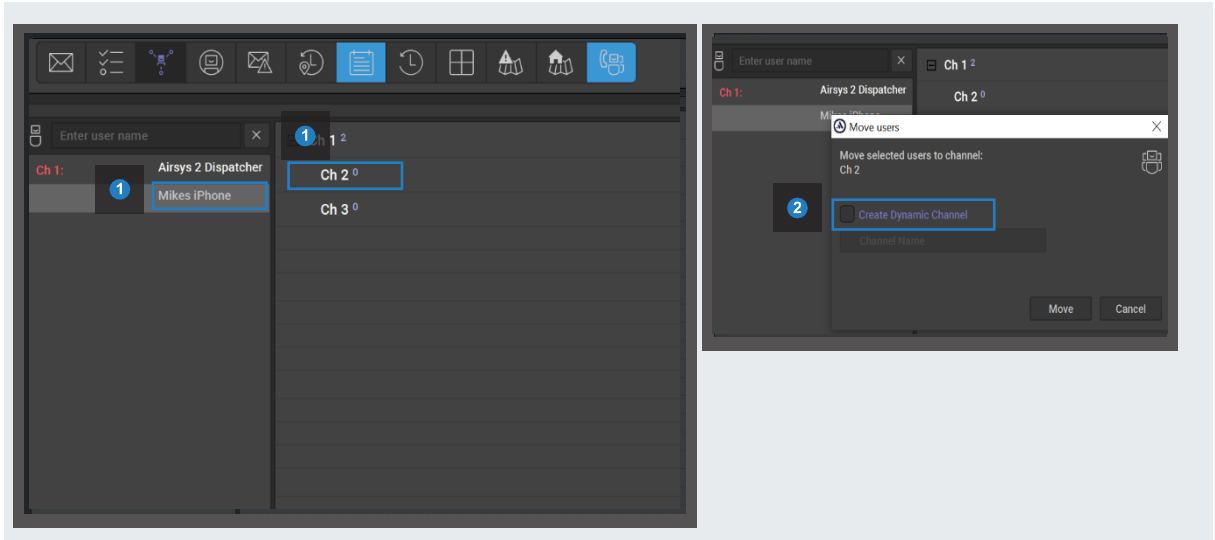 Enter user name
×
Ch 1:
Airsys 2 Dispatcher
1
Mikes iPhone
1
Ch 1 2
Ch 2 0
Ch 3 0
Enter user name
×
Ch 1 2
Ch 1:
Airsys 2 Dispatcher
Ch 2 0
Mikes iPhone
Move users
Move selected users to channel:
Ch 2
2
Create Dynamic Channel
Channel Name
Move
Cancel